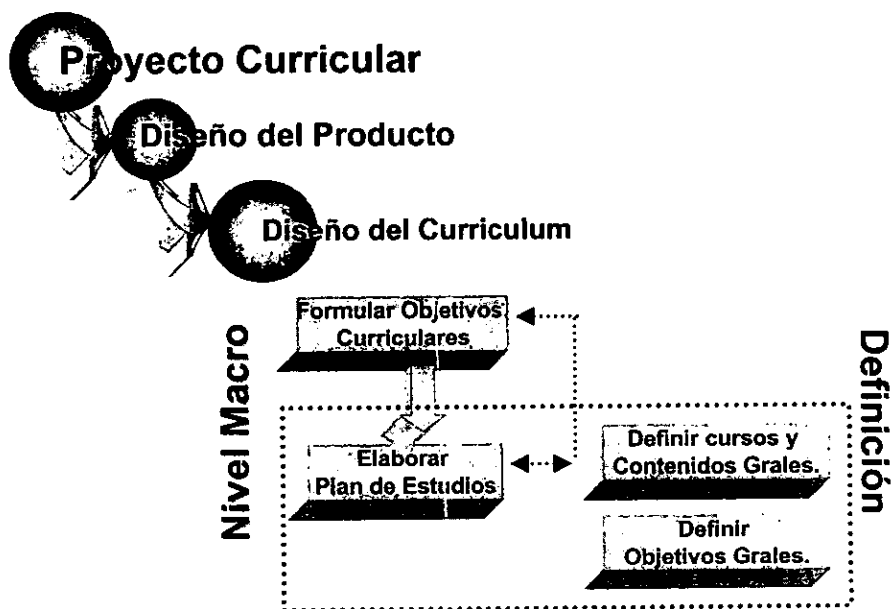 Proyecto Curricular
Diseño del Producto
Diseño del Curriculum
Nivel Macro
Formular Objetivos
Curriculares
Elaborar
Plan de Estudios
Definir cursos y
Contenidos Grales.
Definir
Objetivos Grales.
Definición